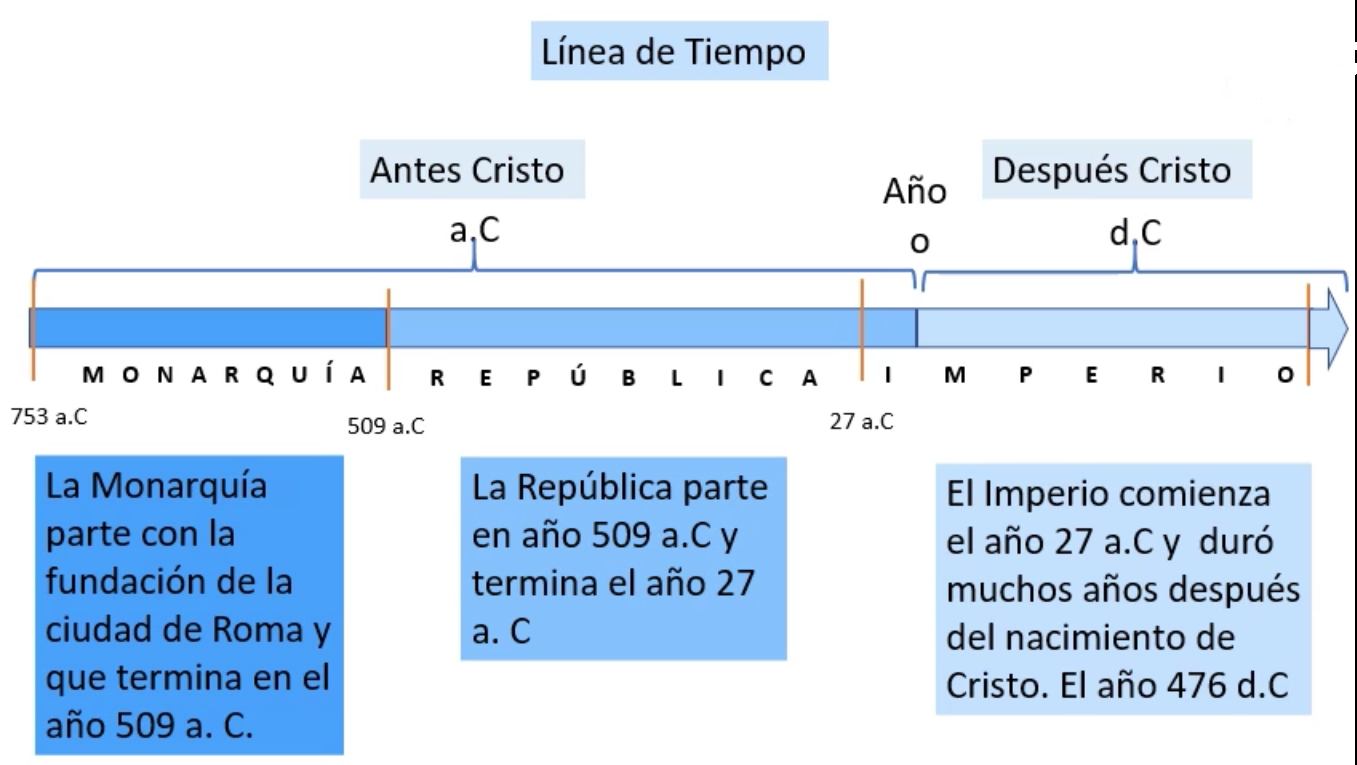 Línea de Tiempo
Antes Cristo
a.C
Año
o
Después Cristo
d.C
M O N A R Q U Í A
R E P Ú B L I C A
I M P E R I O
753 a.C
509 a.C
27 a.C
La Monarquía
parte con la
fundación de la
ciudad de Roma y
que termina en el
año 509 a. C.
La República parte
en año 509 a.C y
termina el año 27
a. C
El Imperio comienza
el año 27 a.C y duró
muchos años después
del nacimiento de
Cristo. El año 476 d.C